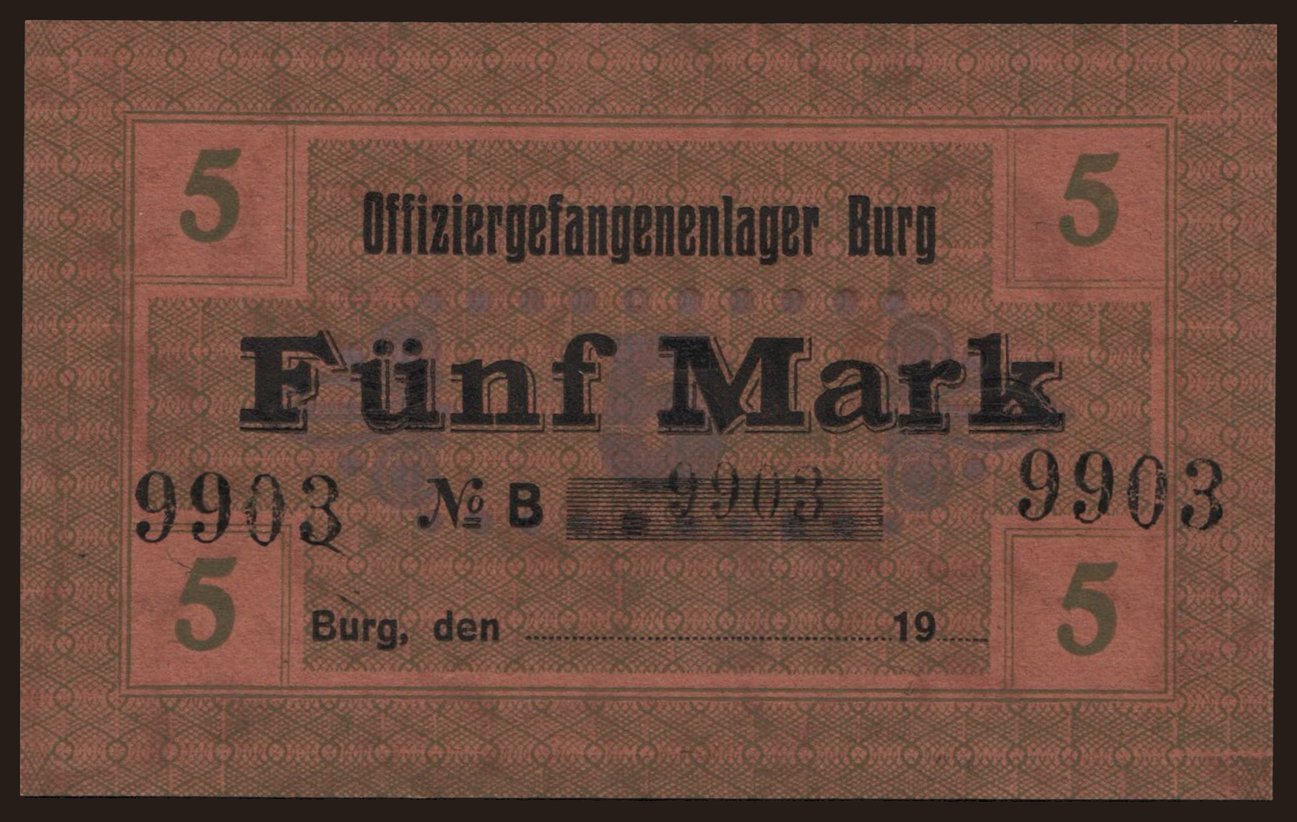 5 5
Offiziergefangenenlager Burg
Fünf Mark
9903 № B 9903 9903
5 5
Burg, den ........ 19....